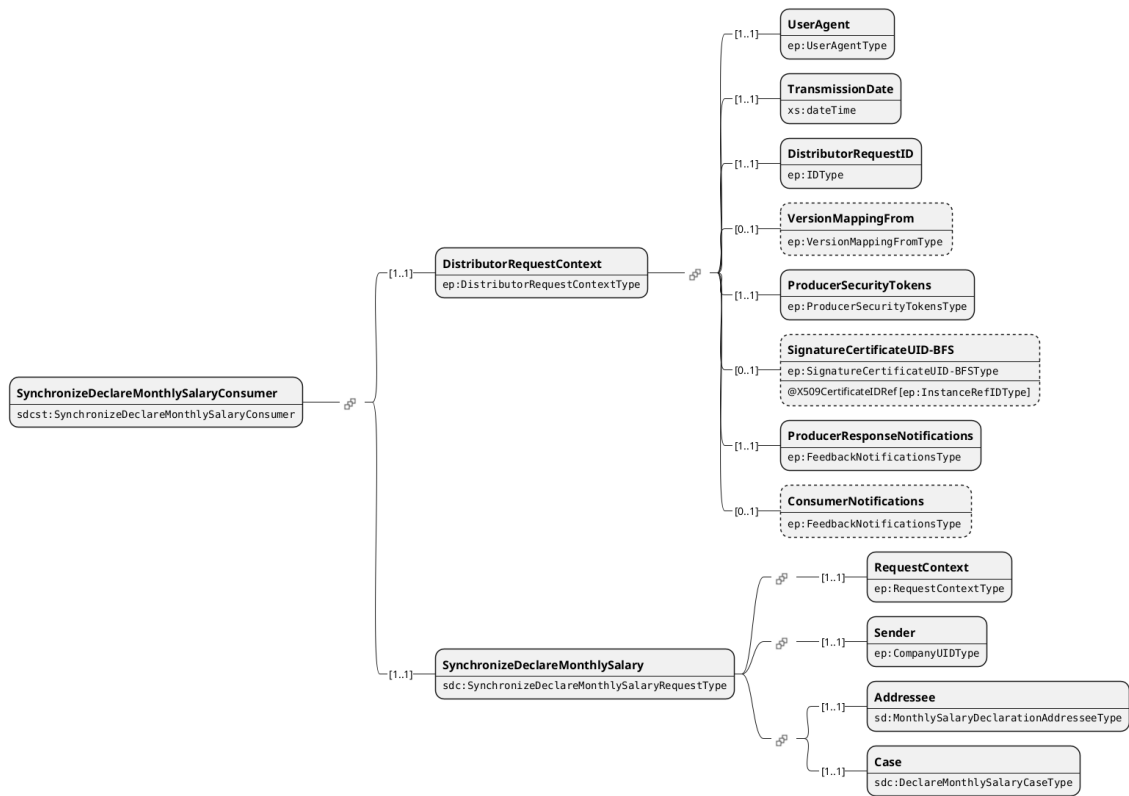 SynchronizeDeclareMonthlySalaryConsumer
sdcst:SynchronizeDeclareMonthlySalaryConsumer
[1..1]
DistributorRequestContext
ep:DistributorRequestContextType
[1..1]
UserAgent
ep:UserAgentType
[1..1]
TransmissionDate
xs:dateTime
[1..1]
DistributorRequestID
ep:IDType
[0..1]
VersionMappingFrom
ep:VersionMappingFromType
[1..1]
ProducerSecurityTokens
ep:ProducerSecurityTokensType
[0..1]
SignatureCertificateUID-BFS
ep:SignatureCertificateUID-BFSType
@X509CertificateIDRef [ep:InstanceRefIDType]
[1..1]
ProducerResponseNotifications
ep:FeedbackNotificationsType
[0..1]
ConsumerNotifications
ep:FeedbackNotificationsType
[1..1]
SynchronizeDeclareMonthlySalary
sdc:SynchronizeDeclareMonthlySalaryRequestType
[1..1]
RequestContext
ep:RequestContextType
[1..1]
Sender
ep:CompanyUIDType
[1..1]
Addressee
sd:MonthlySalaryDeclarationAddresseeType
[1..1]
Case
sdc:DeclareMonthlySalaryCaseType